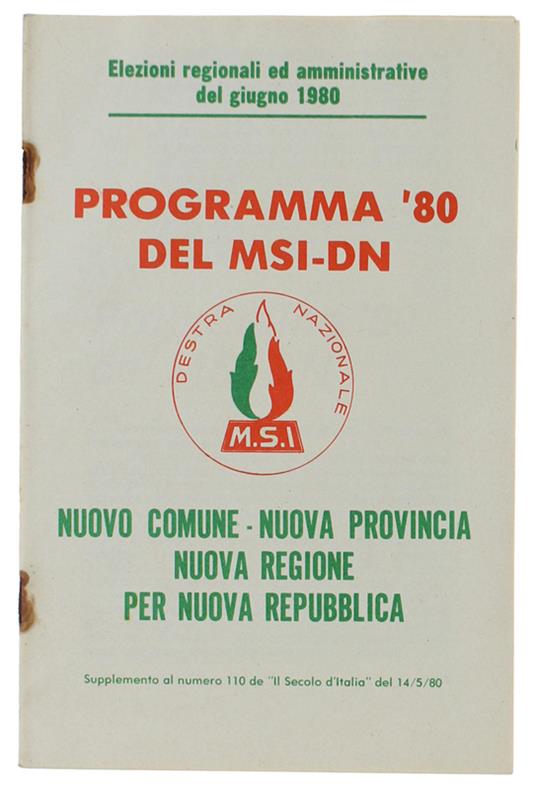 Elezioni regionali ed amministrative
del giugno 1980
PROGRAMMA '80
DEL MSI-DN
DESTRA NAZIONALE
M.S.I
NUOVO COMUNE - NUOVA PROVINCIA
NUOVA REGIONE
PER NUOVA REPUBBLICA
Supplemento al numero 110 de "Il Secolo d'Italia" del 14/5/80